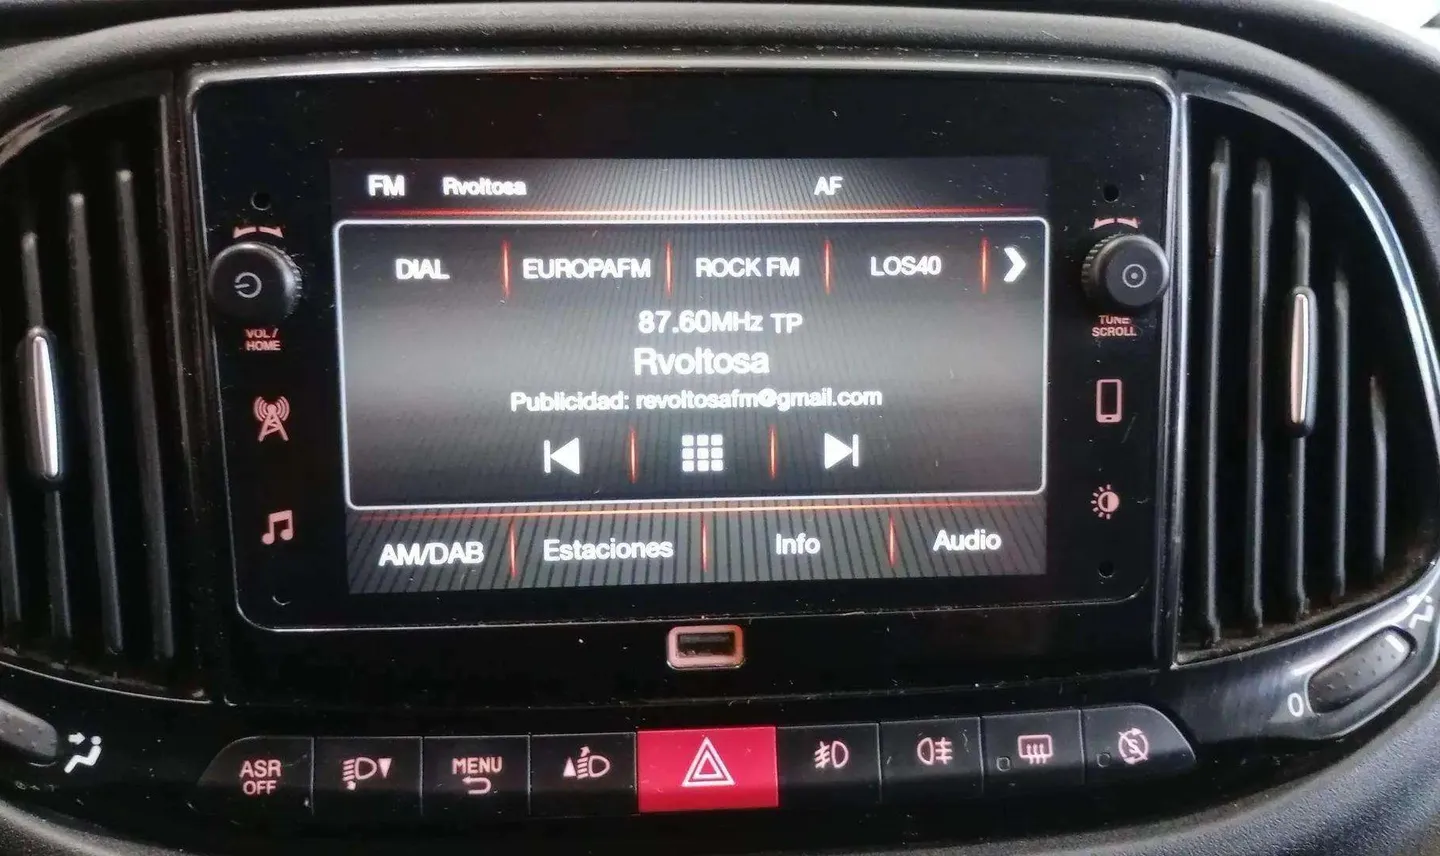 FM Rvoltosa AF
DIAL EUROPAFM ROCK FM LOS40
87.60MHz TP
Rvoltosa
Publicidad: revoltosafm@gmail.com
AM/DAB Estaciones Info Audio
VOL/
HOME
TUNE
SCROLL
0
ASR
OFF
MENU